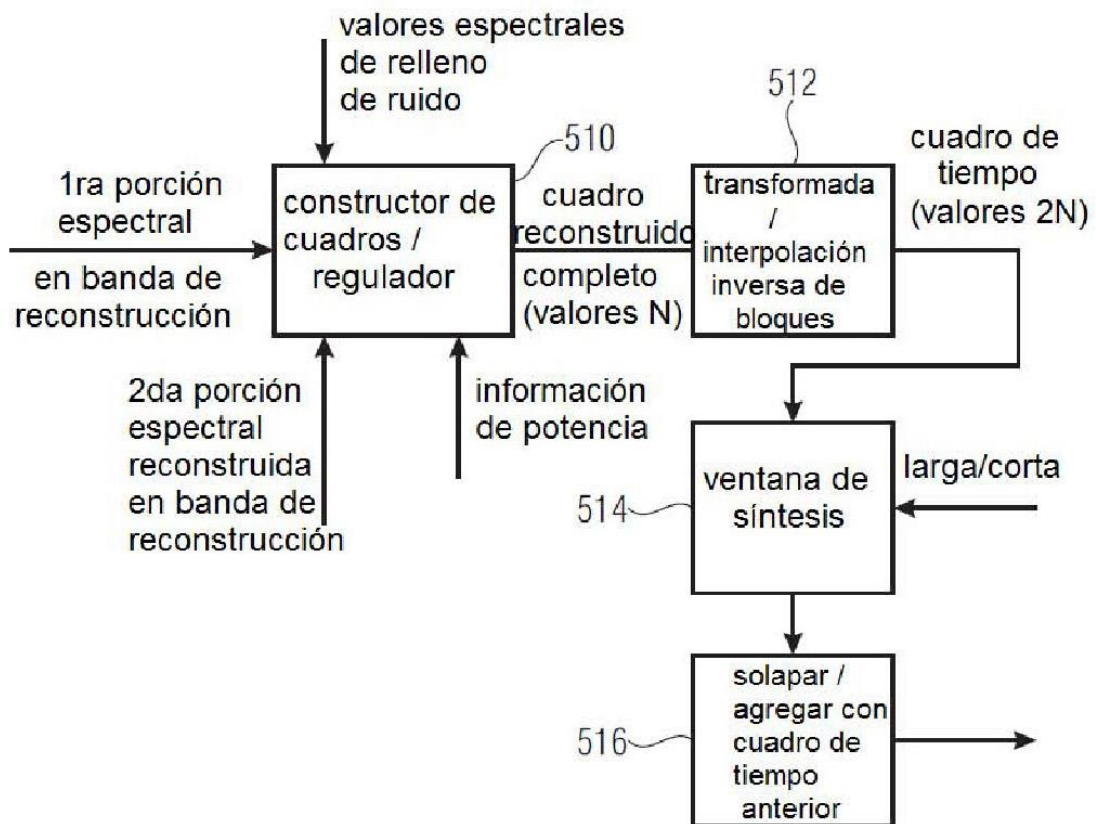 valores espectrales
de relleno
de ruido
510
512
1ra porción
espectral
en banda de
reconstrucción
constructor de
cuadros /
regulador
cuadro
reconstruido
completo
(valores N)
transformada
/
interpolación
inversa de
bloques
cuadro de
tiempo
(valores 2N)
2da porción
espectral
reconstruida
en banda de
reconstrucción
información
de potencia
514
ventana de
síntesis
larga/corta
516
solapar /
agregar con
cuadro de
tiempo
anterior